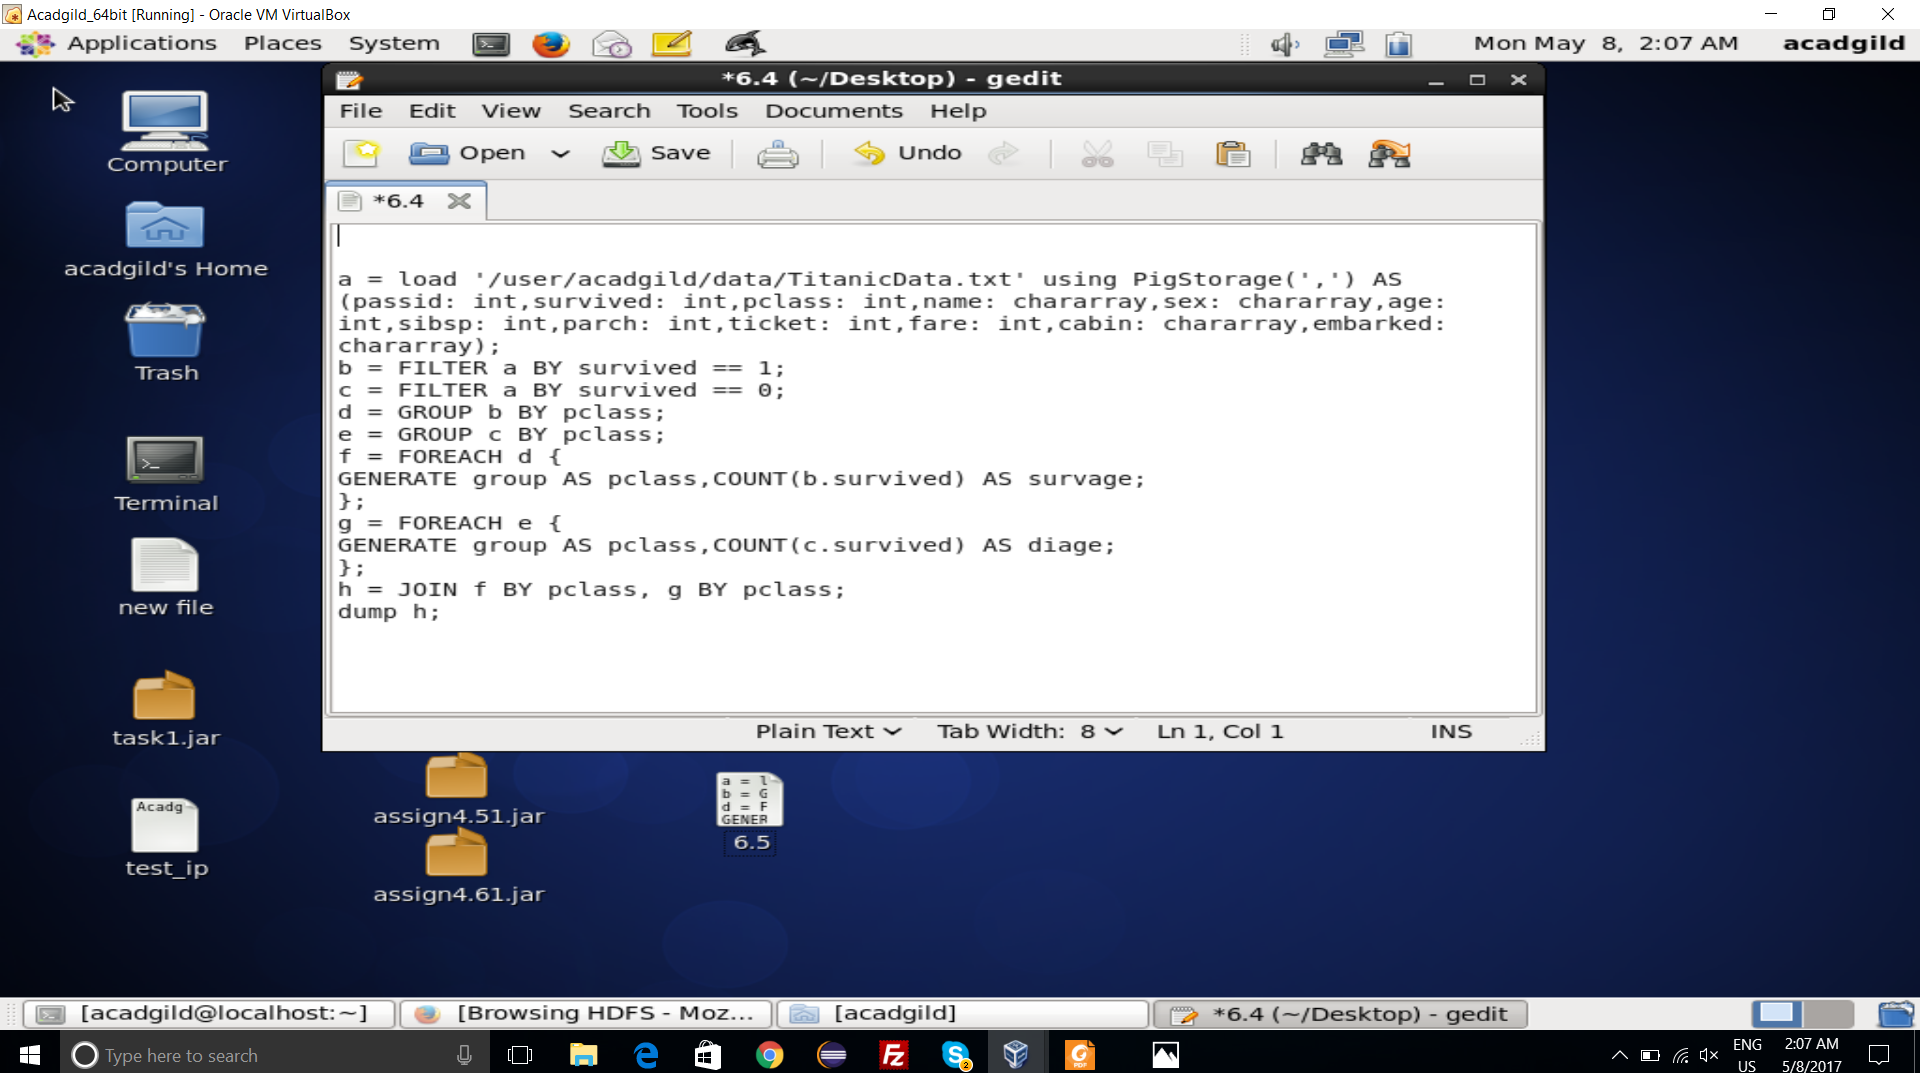 Acadgild_64bit [Running] - Oracle VM VirtualBox
Applications Places System
Mon May 8, 2:07 AM acadgild
*6.4 (~/Desktop) - gedit
File Edit View Search Tools Documents Help
Open Save Undo
*6.4
a = load '/user/acadgild/data/TitanicData.txt' using PigStorage(',') AS
(passid: int,survived: int,pclass: int,name: chararray,sex: chararray,age:
int,sibsp: int,parch: int,ticket: int,fare: int,cabin: chararray,embarked:
chararray);
b = FILTER a BY survived == 1;
c = FILTER a BY survived == 0;
d = GROUP b BY pclass;
e = GROUP c BY pclass;
f = FOREACH d {
GENERATE group AS pclass,COUNT(b.survived) AS survage;
};
g = FOREACH e {
GENERATE group AS pclass,COUNT(c.survived) AS diage;
};
h = JOIN f BY pclass, g BY pclass;
dump h;
Plain Text Tab Width: 8 Ln 1, Col 1 INS
Computer
acadgild's Home
Trash
Terminal
new file
task1.jar
Acadg
test_ip
assign4.51.jar
assign4.61.jar
a = l
b = G
d = F
GENER
6.5
[acadgild@localhost:~] [Browsing HDFS - Moz... [acadgild] *6.4 (~/Desktop) - gedit
Type here to search
2
PDF
ENG
US
2:07 AM
5/8/2017